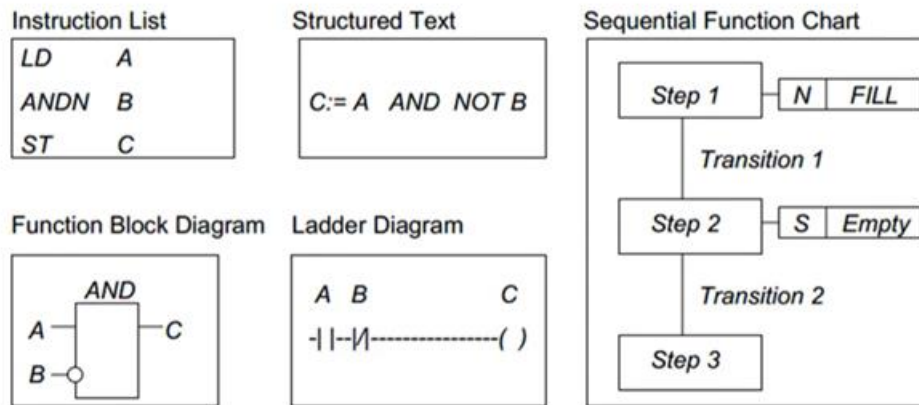 Instruction List
LD A
ANDN B
ST C
Structured Text
C:= A AND NOT B
Sequential Function Chart
Step 1 N FILL
Transition 1
Step 2 S Empty
Transition 2
Step 3
Function Block Diagram
AND
A C
B
Ladder Diagram
A B C
-| |--|/|----------------( )